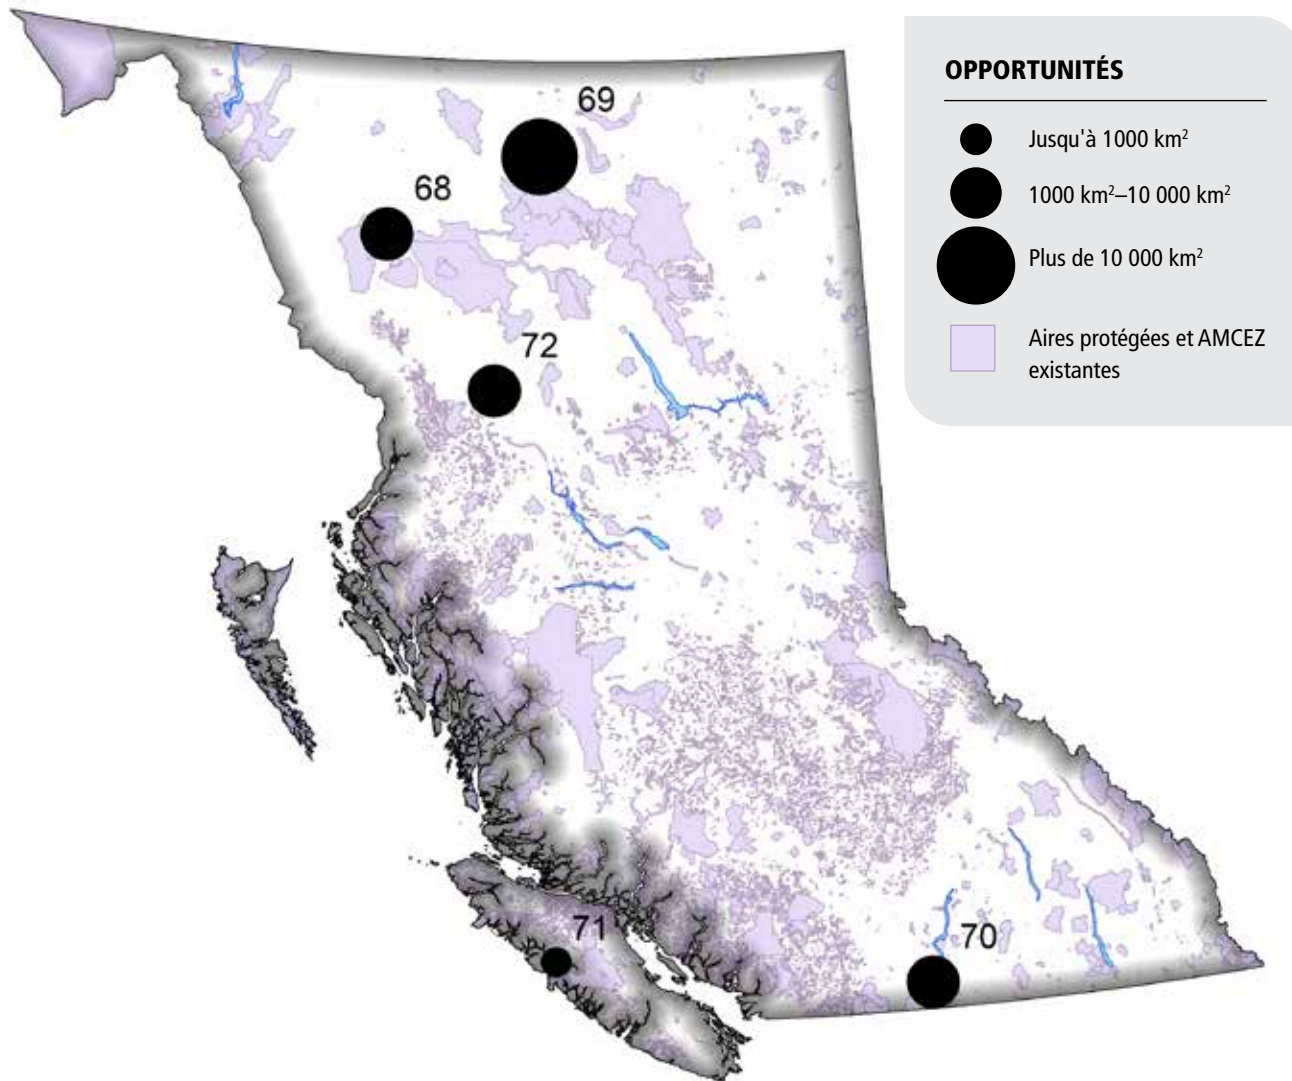 OPPORTUNITÉS
Jusqu'à 1000 km²
1000 km²–10 000 km²
Plus de 10 000 km²
Aires protégées et AMCEZ
existantes
69
68
72
71
70